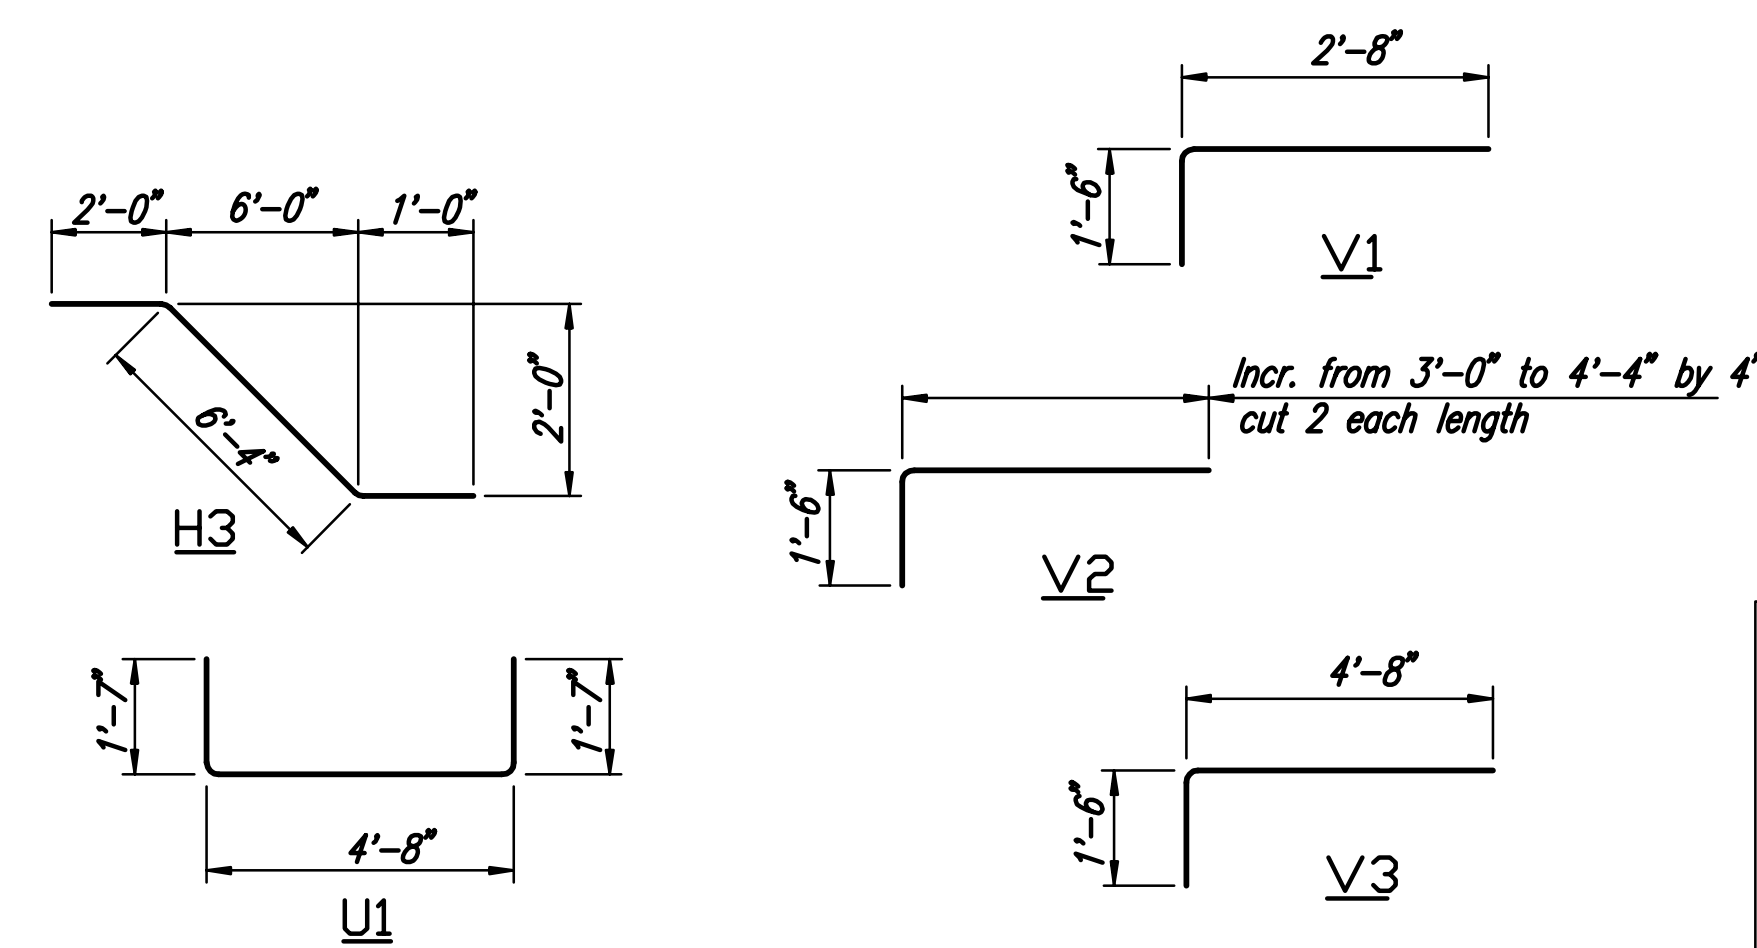 2'-0" 6'-0" 1'-0"
2'-0"
6'-4"
H3
1'-7" 1'-7"
4'-8"
U1
2'-8"
1'-6"
V1
Incr. from 3'-0" to 4'-4" by 4"
cut 2 each length
1'-6"
V2
4'-8"
1'-6"
V3